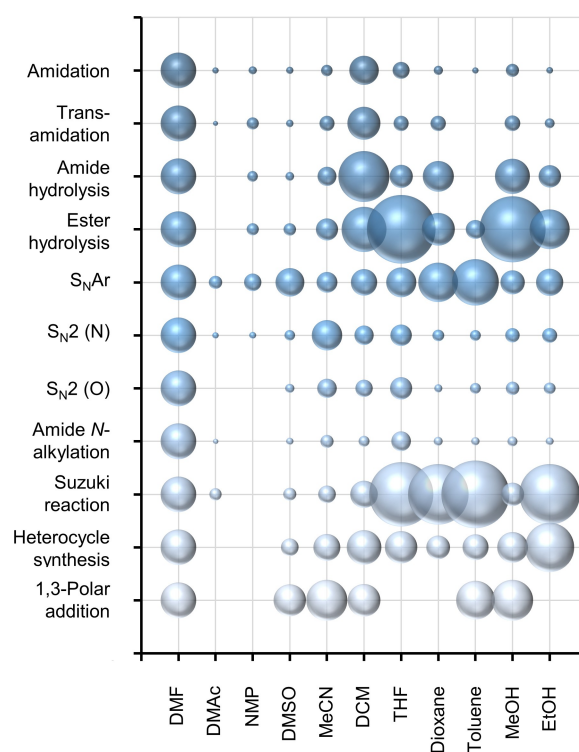 Amidation
Trans-
amidation
Amide
hydrolysis
Ester
hydrolysis
SNAr
SN2 (N)
SN2 (O)
Amide N-
alkylation
Suzuki
reaction
Heterocycle
synthesis
1,3-Polar
addition
DMF
DMAc
NMP
DMSO
MeCN
DCM
THF
Dioxane
Toluene
MeOH
EtOH